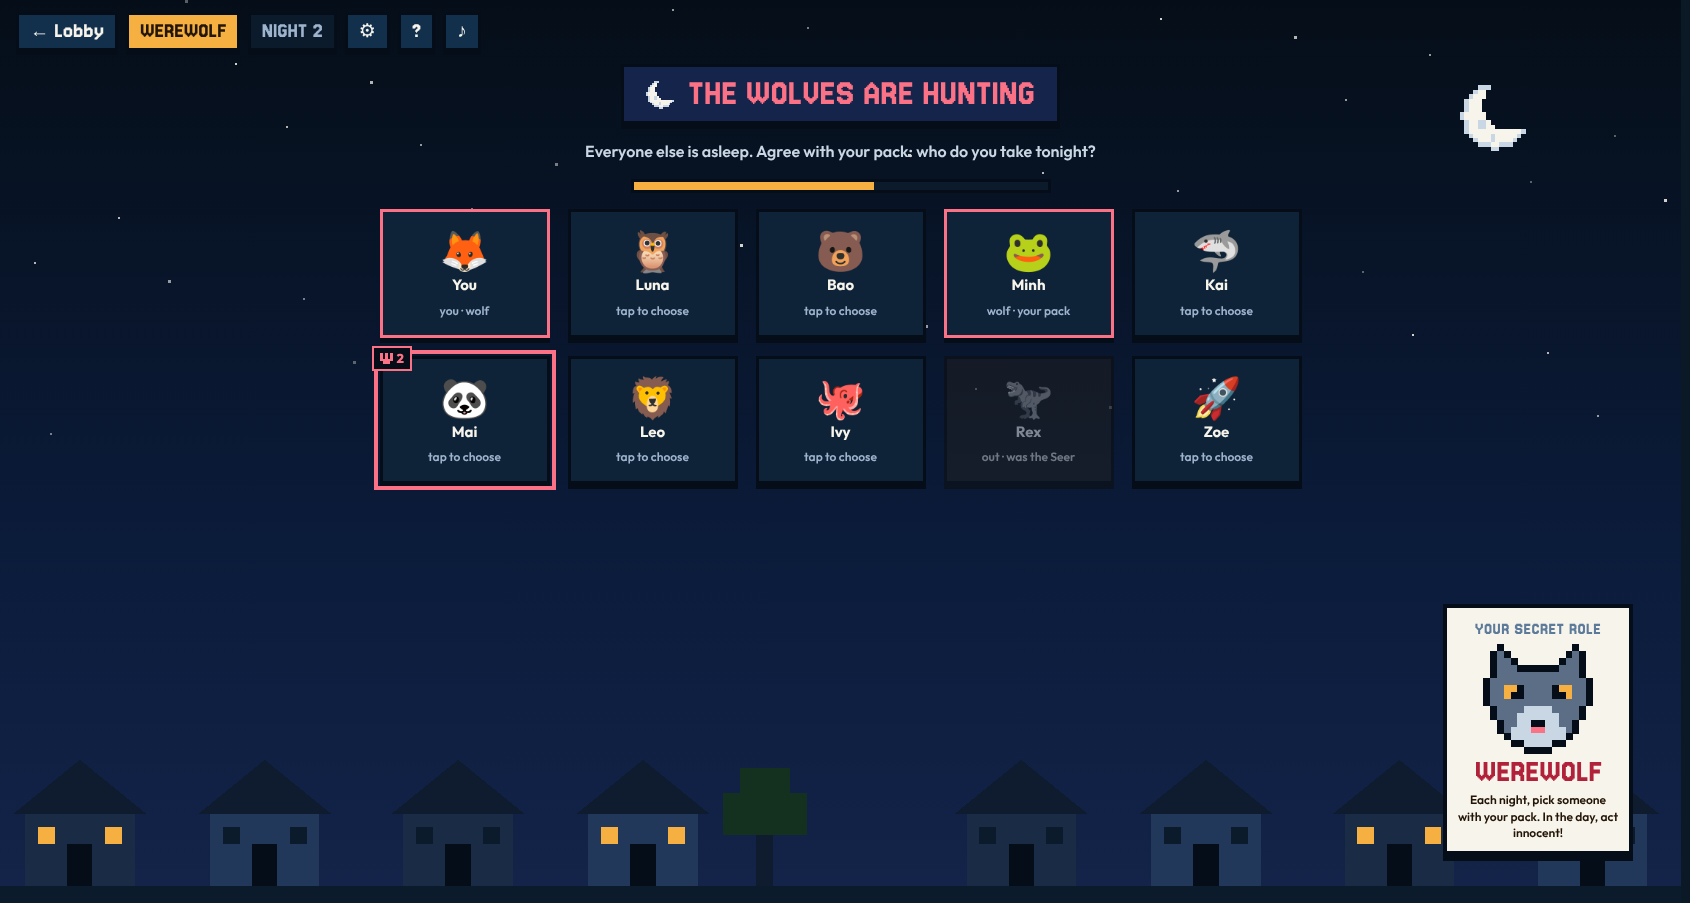 ← Lobby WEREWOLF NIGHT 2 ⚙ ? ♪
THE WOLVES ARE HUNTING
Everyone else is asleep. Agree with your pack: who do you take tonight?
You Luna Bao Minh Kai
you · wolf tap to choose tap to choose wolf · your pack tap to choose
2
Mai Leo Ivy Rex Zoe
tap to choose tap to choose tap to choose out · was the Seer tap to choose
YOUR SECRET ROLE
WEREWOLF
Each night, pick someone
with your pack. In the day, act
innocent!